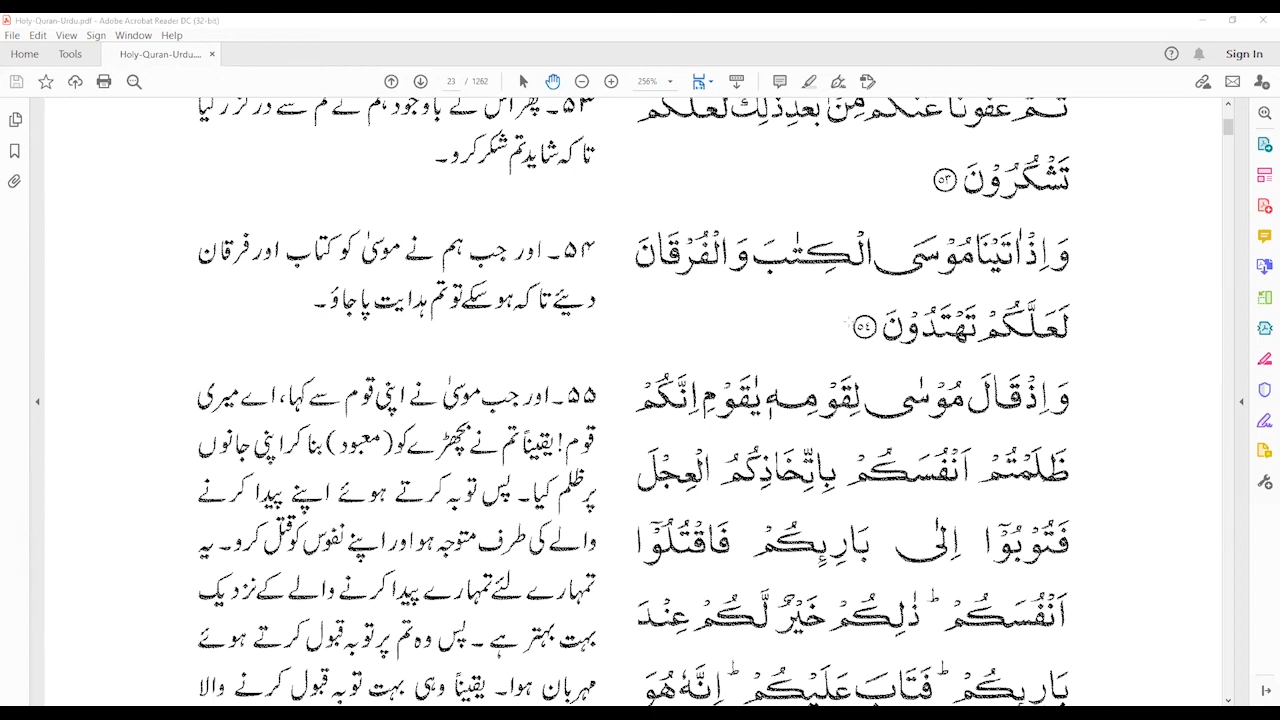 Holy-Quran-Urdu.pdf - Adobe Acrobat Reader DC (32-bit)
File Edit View Sign Window Help
Home Tools Holy-Quran-Urdu.... × Sign In
23 / 1262 256%
ثُمَّ عَفَوْنَا عَنْكُمْ مِّنْۢ بَعْدِ ذٰلِكَ لَعَلَّكُمْ
تَشْكُرُوْنَ ۝۵۳
وَ اِذْ اٰتَيْنَا مُوْسَى الْكِتٰبَ وَ الْفُرْقَانَ
لَعَلَّكُمْ تَهْتَدُوْنَ ۝۵۴
وَ اِذْ قَالَ مُوْسٰى لِقَوْمِهٖ يٰقَوْمِ اِنَّكُمْ
ظَلَمْتُمْ اَنْفُسَكُمْ بِاتِّخَاذِكُمُ الْعِجْلَ
فَتُوْبُوْۤا اِلٰى بَارِىِٕكُمْ فَاقْتُلُوْۤا
اَنْفُسَكُمْ ؕ ذٰلِكُمْ خَيْرٌ لَّكُمْ عِنْدَ
بَارِىِٕكُمْ ؕ فَتَابَ عَلَيْكُمْ ؕ اِنَّهٗ هُوَ
۵۳۔ پھر اس کے باوجود ہم نے تم سے درگزر کیا
تا کہ شاید تم شکر کرو۔
۵۴۔ اور جب ہم نے موسیٰ کو کتاب اور فرقان
دیئے تا کہ ہو سکے تو تم ہدایت پا جاؤ۔
۵۵۔ اور جب موسیٰ نے اپنی قوم سے کہا، اے میری
قوم! یقیناً تم نے بچھڑے کو (معبود) بنا کر اپنی جانوں
پر ظلم کیا۔ پس توبہ کرتے ہوئے اپنے پیدا کرنے
والے کی طرف متوجہ ہو اور اپنے نفوس کو قتل کرو۔ یہ
تمہارے لئے تمہارے پیدا کرنے والے کے نزدیک
بہت بہتر ہے۔ پس وہ تم پر توبہ قبول کرتے ہوئے
مہربان ہوا۔ یقیناً وہی بہت توبہ قبول کرنے والا